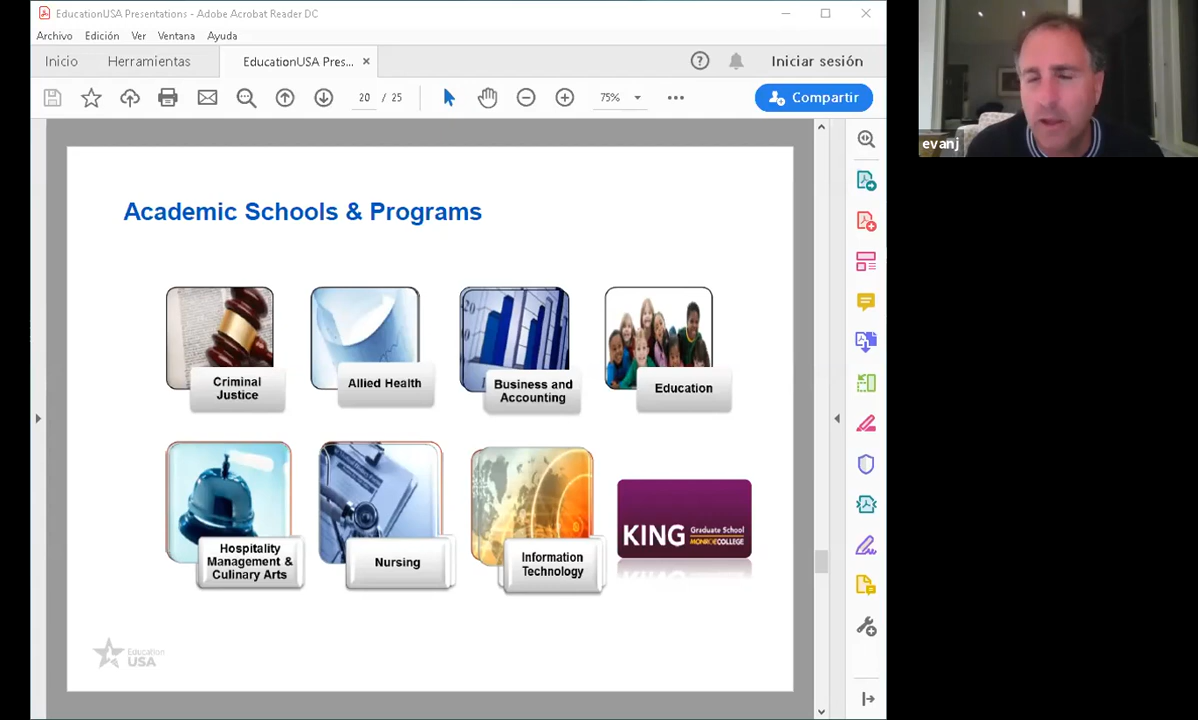 EducationUSA Presentations - Adobe Acrobat Reader DC
Archivo Edición Ver Ventana Ayuda
Inicio Herramientas EducationUSA Pres... Iniciar sesión
20 / 25 75% Compartir
evanj
Academic Schools & Programs
Criminal
Justice
Allied Health
Business and
Accounting
Education
Hospitality
Management &
Culinary Arts
Nursing
Information
Technology
KING Graduate School
MONROE COLLEGE
Education
USA